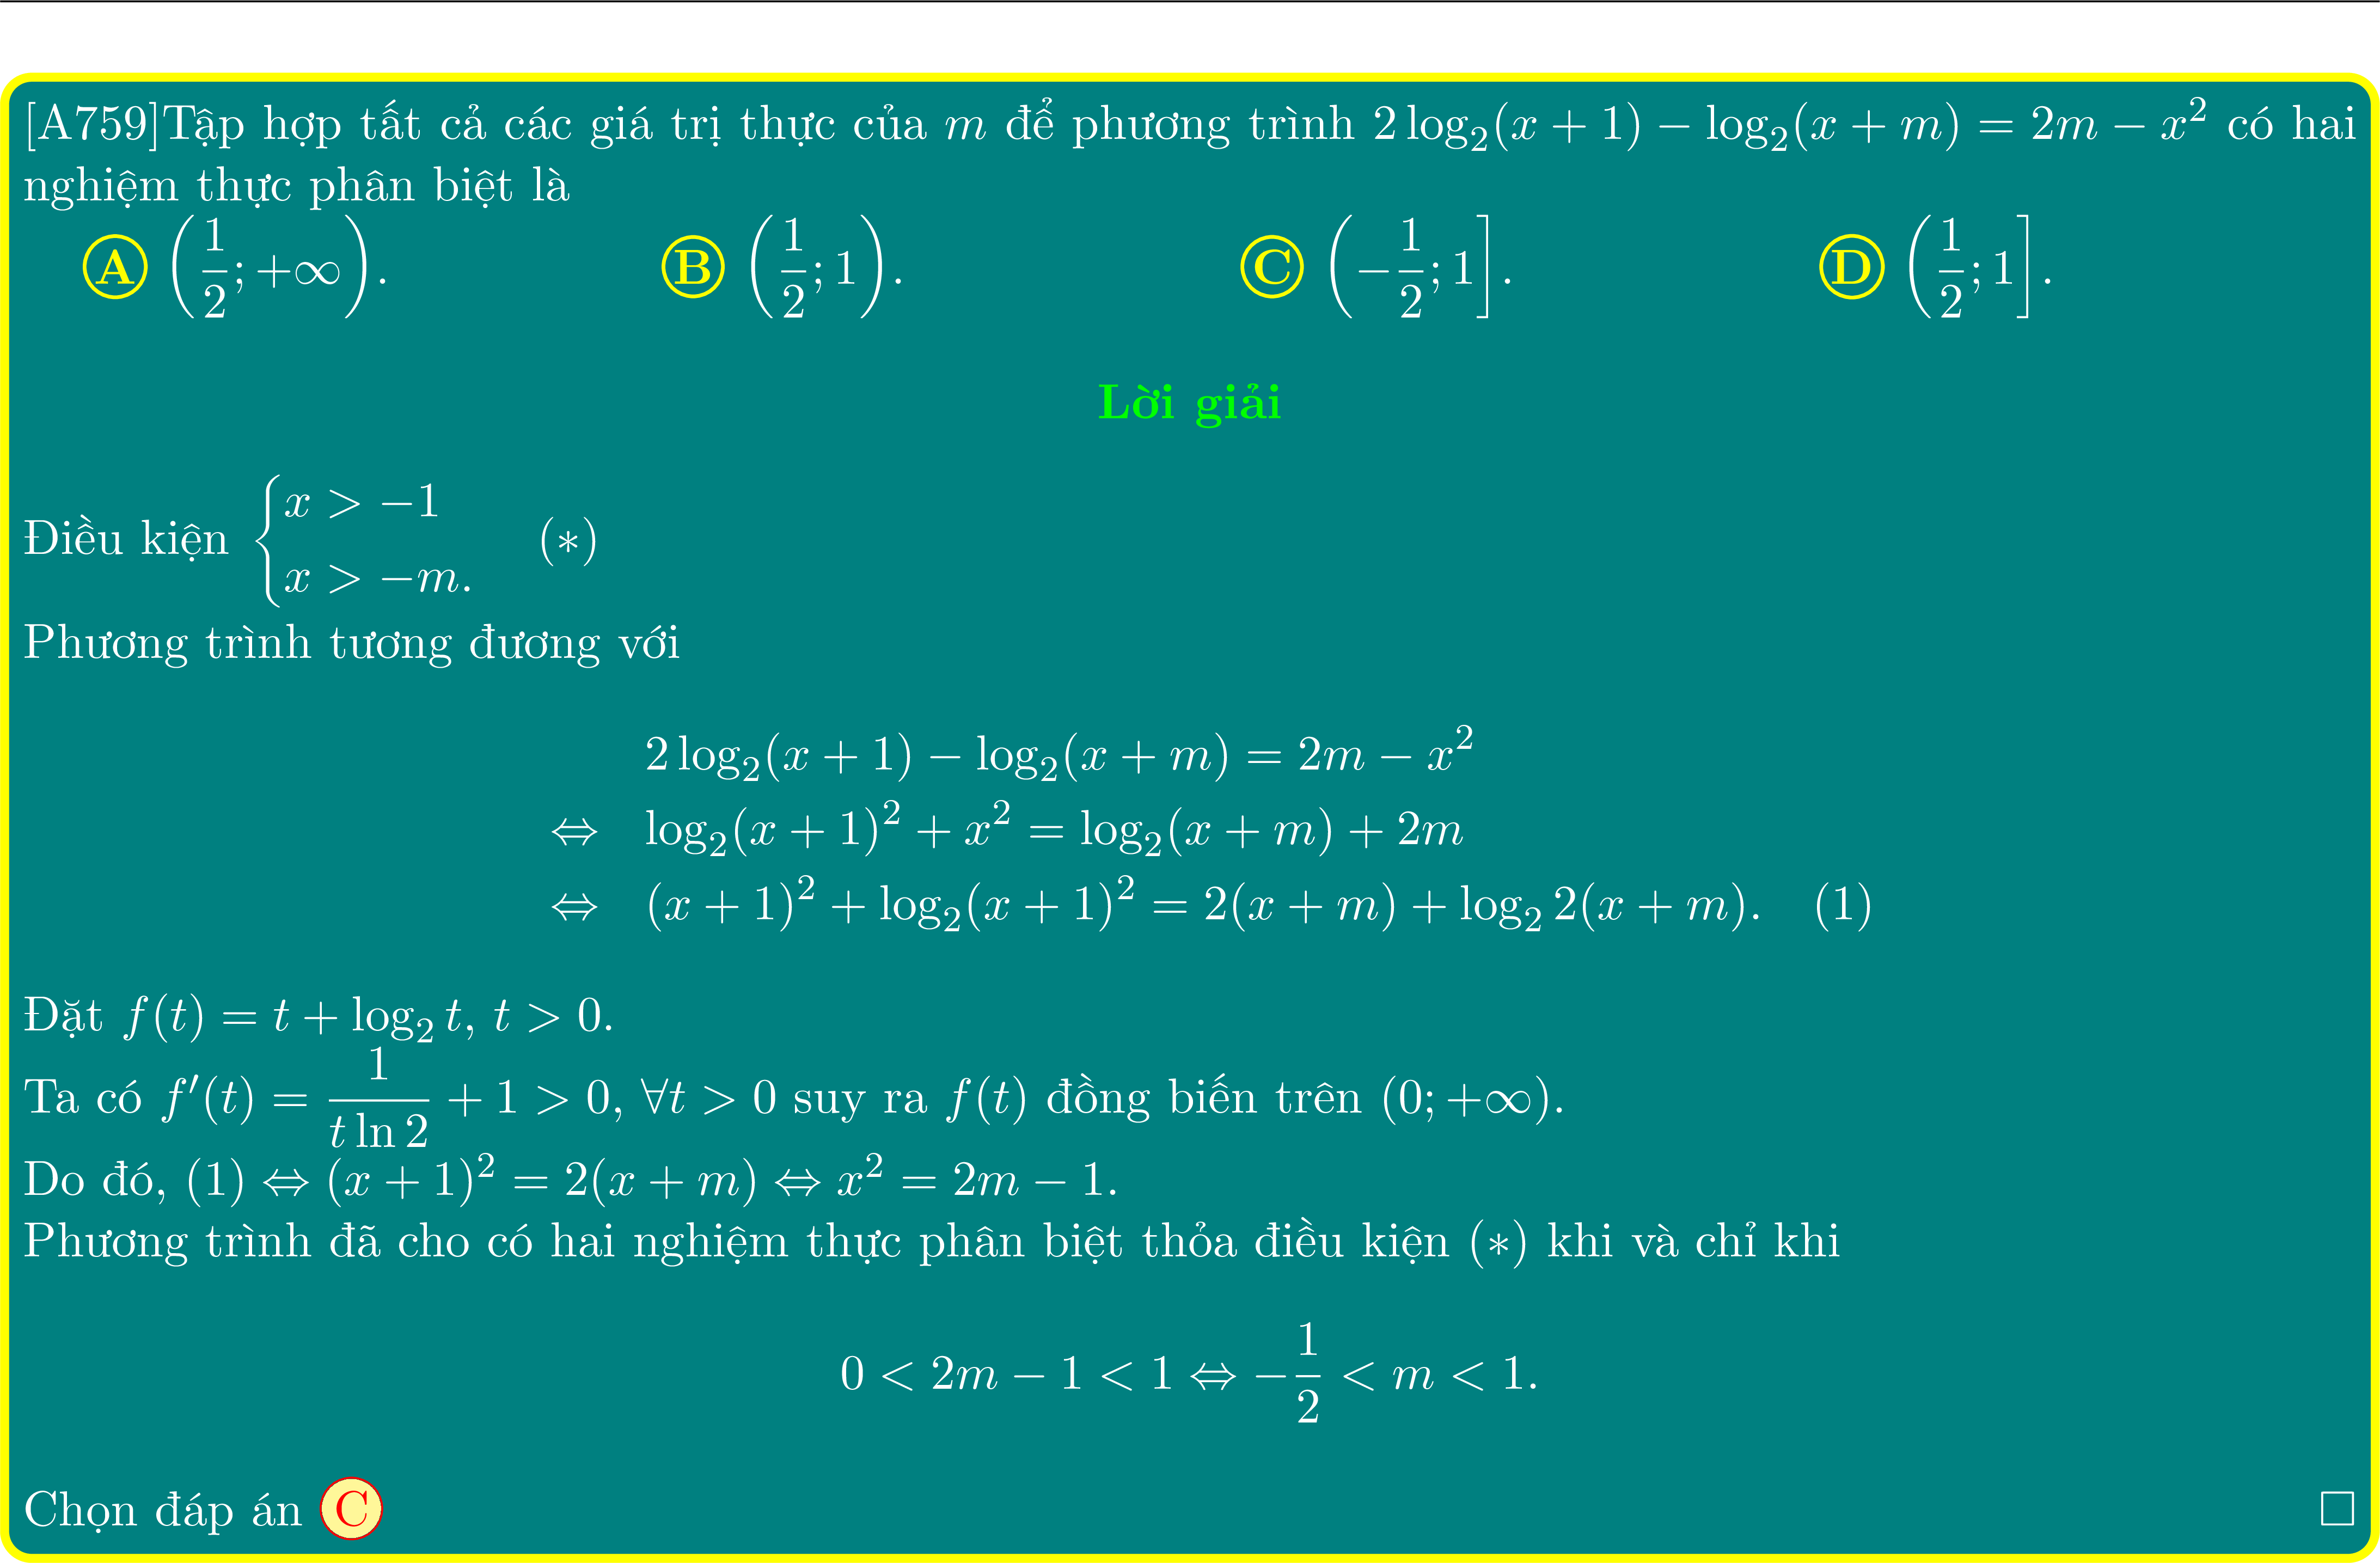 [A759]Tập hợp tất cả các giá trị thực của $m$ để phương trình $2\log_2(x+1)-\log_2(x+m)=2m-x^2$ có hai
nghiệm thực phân biệt là
Ⓐ $\left(\frac{1}{2};+\infty\right)$. Ⓑ $\left(\frac{1}{2};1\right)$. Ⓒ $\left(-\frac{1}{2};1\right]$. Ⓓ $\left(\frac{1}{2};1\right]$.
Lời giải
Điều kiện $\begin{cases}x>-1\\x>-m.\end{cases}$ $(*)$
Phương trình tương đương với
$2\log_2(x+1)-\log_2(x+m)=2m-x^2$
$\Leftrightarrow \log_2(x+1)^2+x^2=\log_2(x+m)+2m$
$\Leftrightarrow (x+1)^2+\log_2(x+1)^2=2(x+m)+\log_2 2(x+m).$ (1)
Đặt $f(t)=t+\log_2 t$, $t>0$.
Ta có $f'(t)=\frac{1}{t\ln 2}+1>0$, $\forall t>0$ suy ra $f(t)$ đồng biến trên $(0;+\infty)$.
Do đó, $(1)\Leftrightarrow (x+1)^2=2(x+m)\Leftrightarrow x^2=2m-1$.
Phương trình đã cho có hai nghiệm thực phân biệt thỏa điều kiện $(*)$ khi và chỉ khi
$0<2m-1<1\Leftrightarrow -\frac{1}{2}<m<1.$
Chọn đáp án Ⓒ □